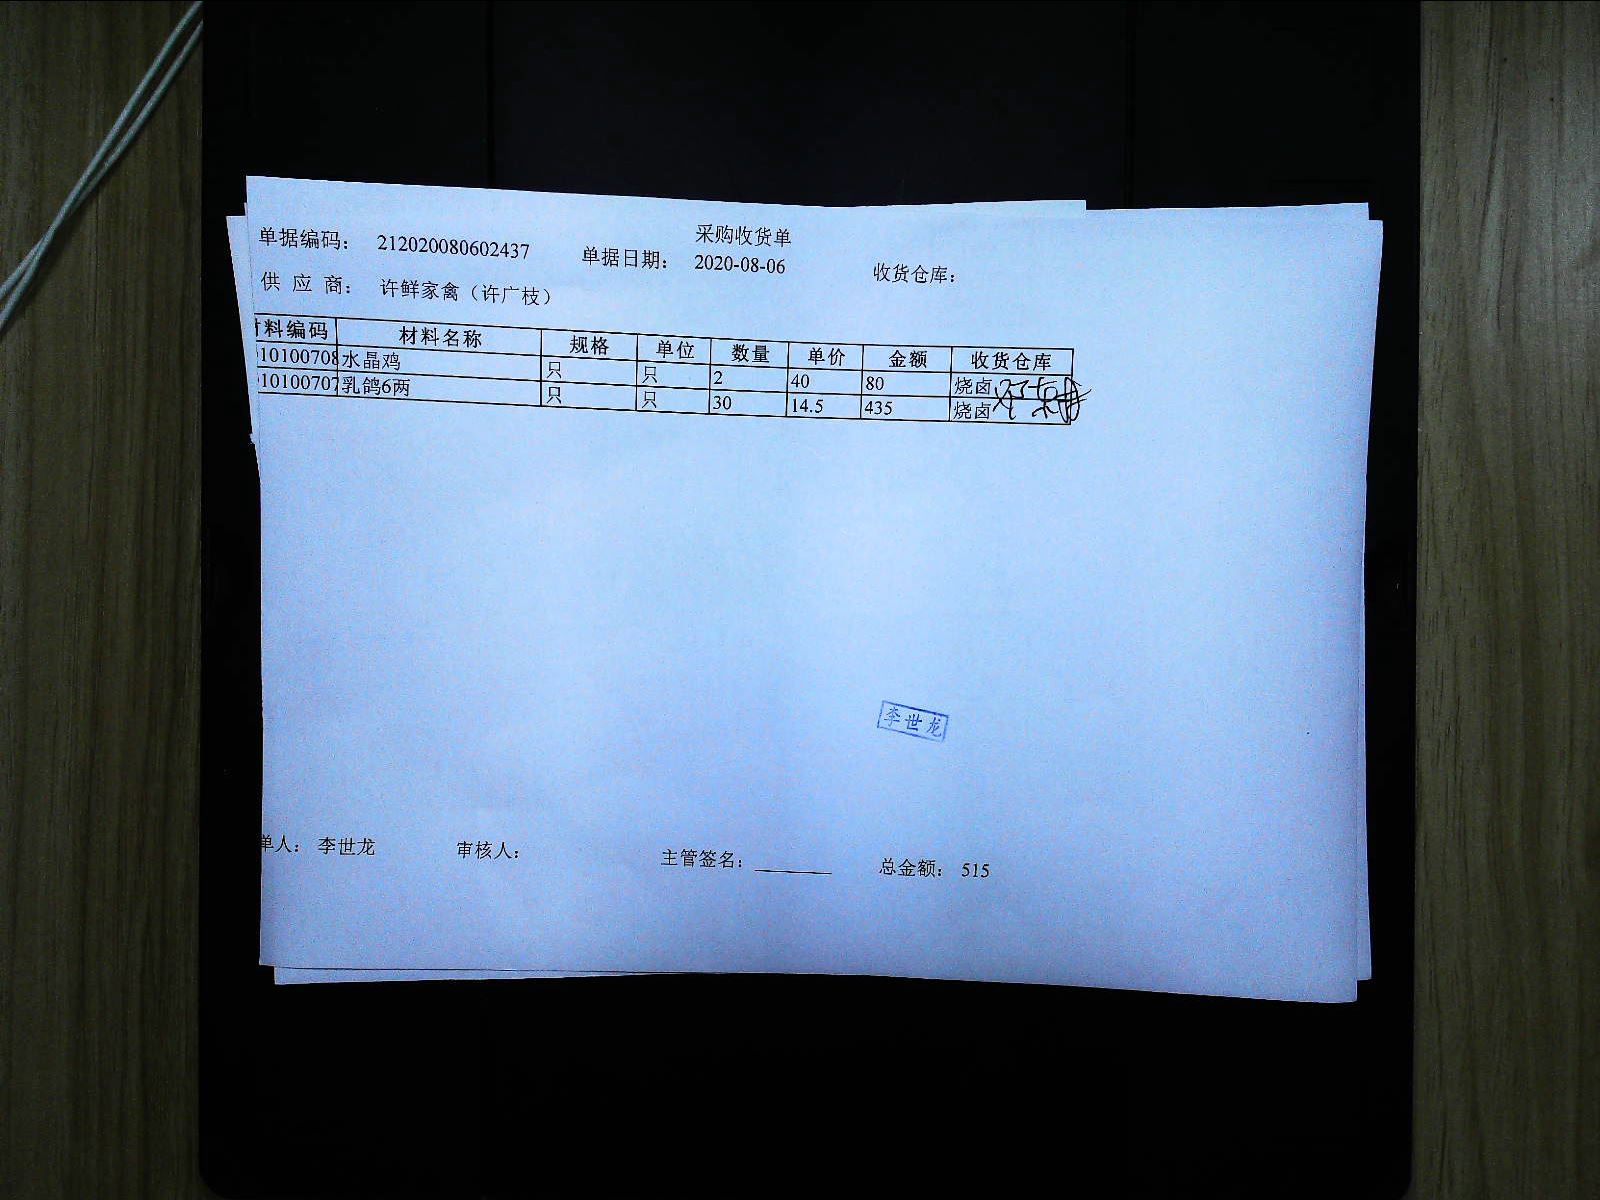 采购收货单
单据编码： 212020080602437 单据日期： 2020-08-06 收货仓库：
供 应 商： 许鲜家禽（许广枝）
材料编码 材料名称 规格 单位 数量 单价 金额 收货仓库
10100708 水晶鸡 只 只 2 40 80 烧卤
10100707 乳鸽6两 只 只 30 14.5 435 烧卤
李世龙
单人： 李世龙 审核人： 主管签名： 总金额： 515